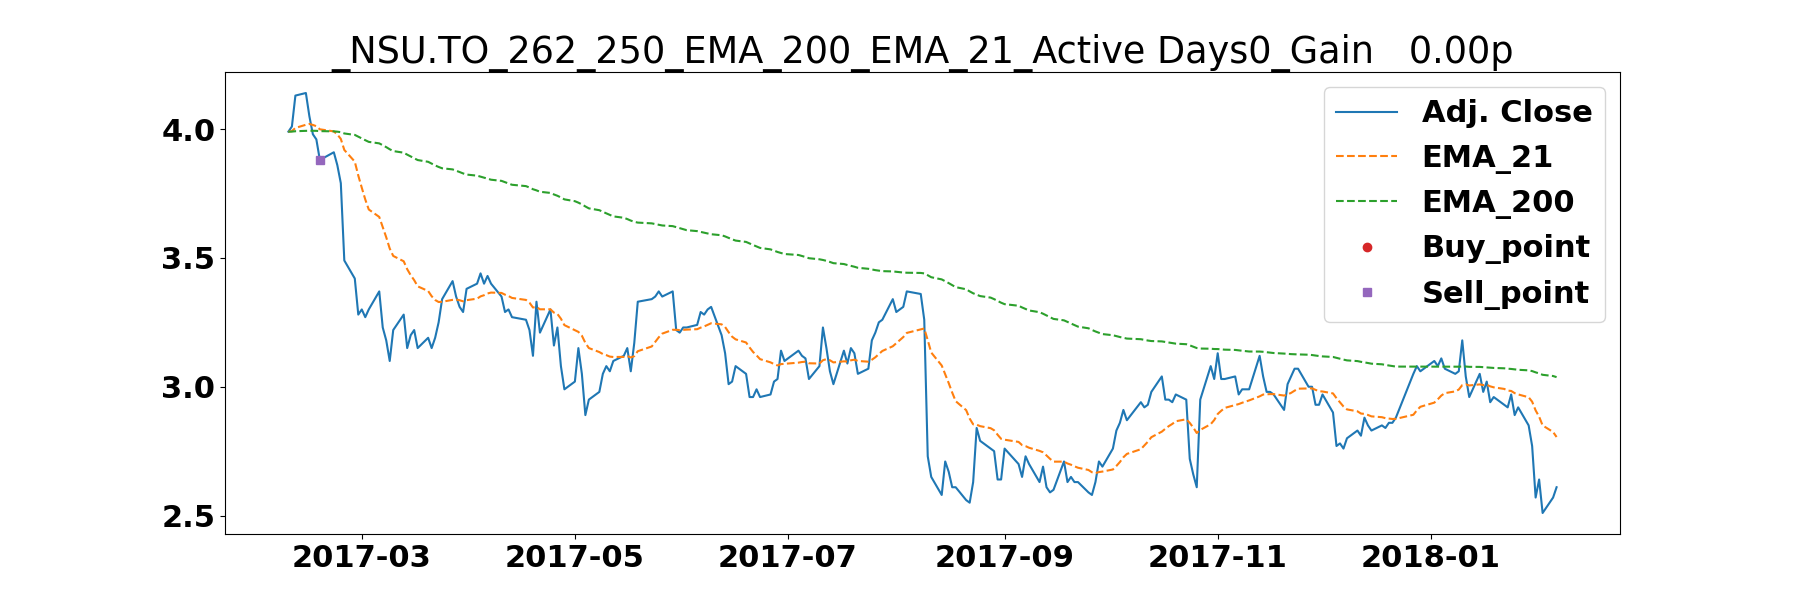 _NSU.TO_262_250_EMA_200_EMA_21_Active Days0_Gain   0.00p
4.0
3.5
3.0
2.5
Adj. Close
EMA_21
EMA_200
Buy_point
Sell_point
2017-03 2017-05 2017-07 2017-09 2017-11 2018-01